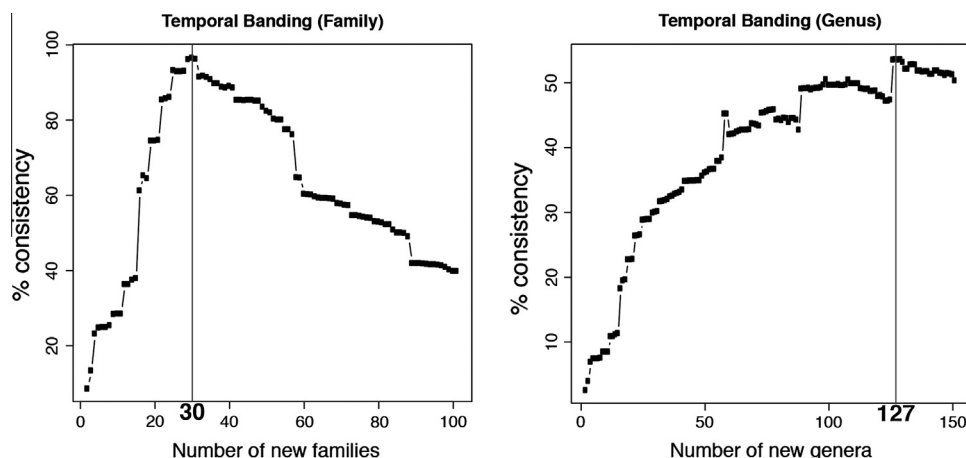 Temporal Banding (Family)
% consistency
100
80
60
40
20
0 20 40 60 80 100
30
Number of new families
Temporal Banding (Genus)
% consistency
50
40
30
20
10
0 50 100 150
127
Number of new genera